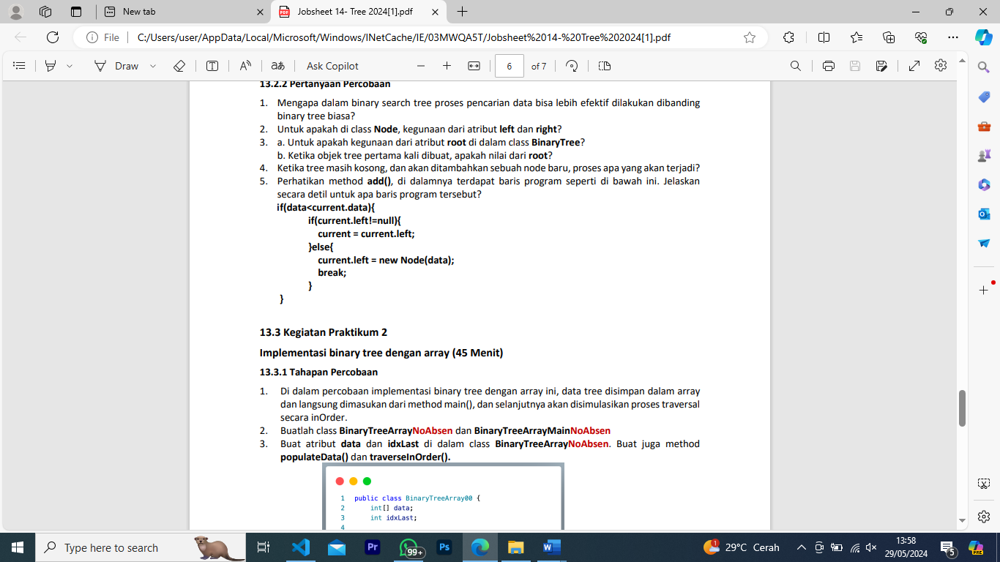 New tab
Jobsheet 14- Tree 2024[1].pdf
File
C:/Users/user/AppData/Local/Microsoft/Windows/INetCache/IE/03MWQA5T/Jobsheet%2014-%20Tree%202024[1].pdf
Draw
Ask Copilot
6 of 7
13.2.2 Pertanyaan Percobaan
1. Mengapa dalam binary search tree proses pencarian data bisa lebih efektif dilakukan dibanding
binary tree biasa?
2. Untuk apakah di class Node, kegunaan dari atribut left dan right?
3. a. Untuk apakah kegunaan dari atribut root di dalam class BinaryTree?
b. Ketika objek tree pertama kali dibuat, apakah nilai dari root?
4. Ketika tree masih kosong, dan akan ditambahkan sebuah node baru, proses apa yang akan terjadi?
5. Perhatikan method add(), di dalamnya terdapat baris program seperti di bawah ini. Jelaskan
secara detil untuk apa baris program tersebut?
if(data<current.data){
if(current.left!=null){
current = current.left;
}else{
current.left = new Node(data);
break;
}
}
13.3 Kegiatan Praktikum 2
Implementasi binary tree dengan array (45 Menit)
13.3.1 Tahapan Percobaan
1. Di dalam percobaan implementasi binary tree dengan array ini, data tree disimpan dalam array
dan langsung dimasukan dari method main(), dan selanjutnya akan disimulasikan proses traversal
secara inOrder.
2. Buatlah class BinaryTreeArrayNoAbsen dan BinaryTreeArrayMainNoAbsen
3. Buat atribut data dan idxLast di dalam class BinaryTreeArrayNoAbsen. Buat juga method
populateData() dan traverseInOrder().
1 public class BinaryTreeArray00 {
2 int[] data;
3 int idxLast;
4
Type here to search
Pr
99+
Ps
W
1
29°C Cerah
13:58
29/05/2024
5
PRE